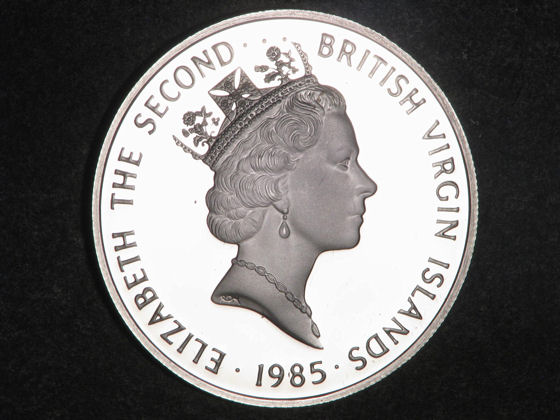 ELIZABETH THE SECOND
BRITISH VIRGIN ISLANDS
· 1985 ·